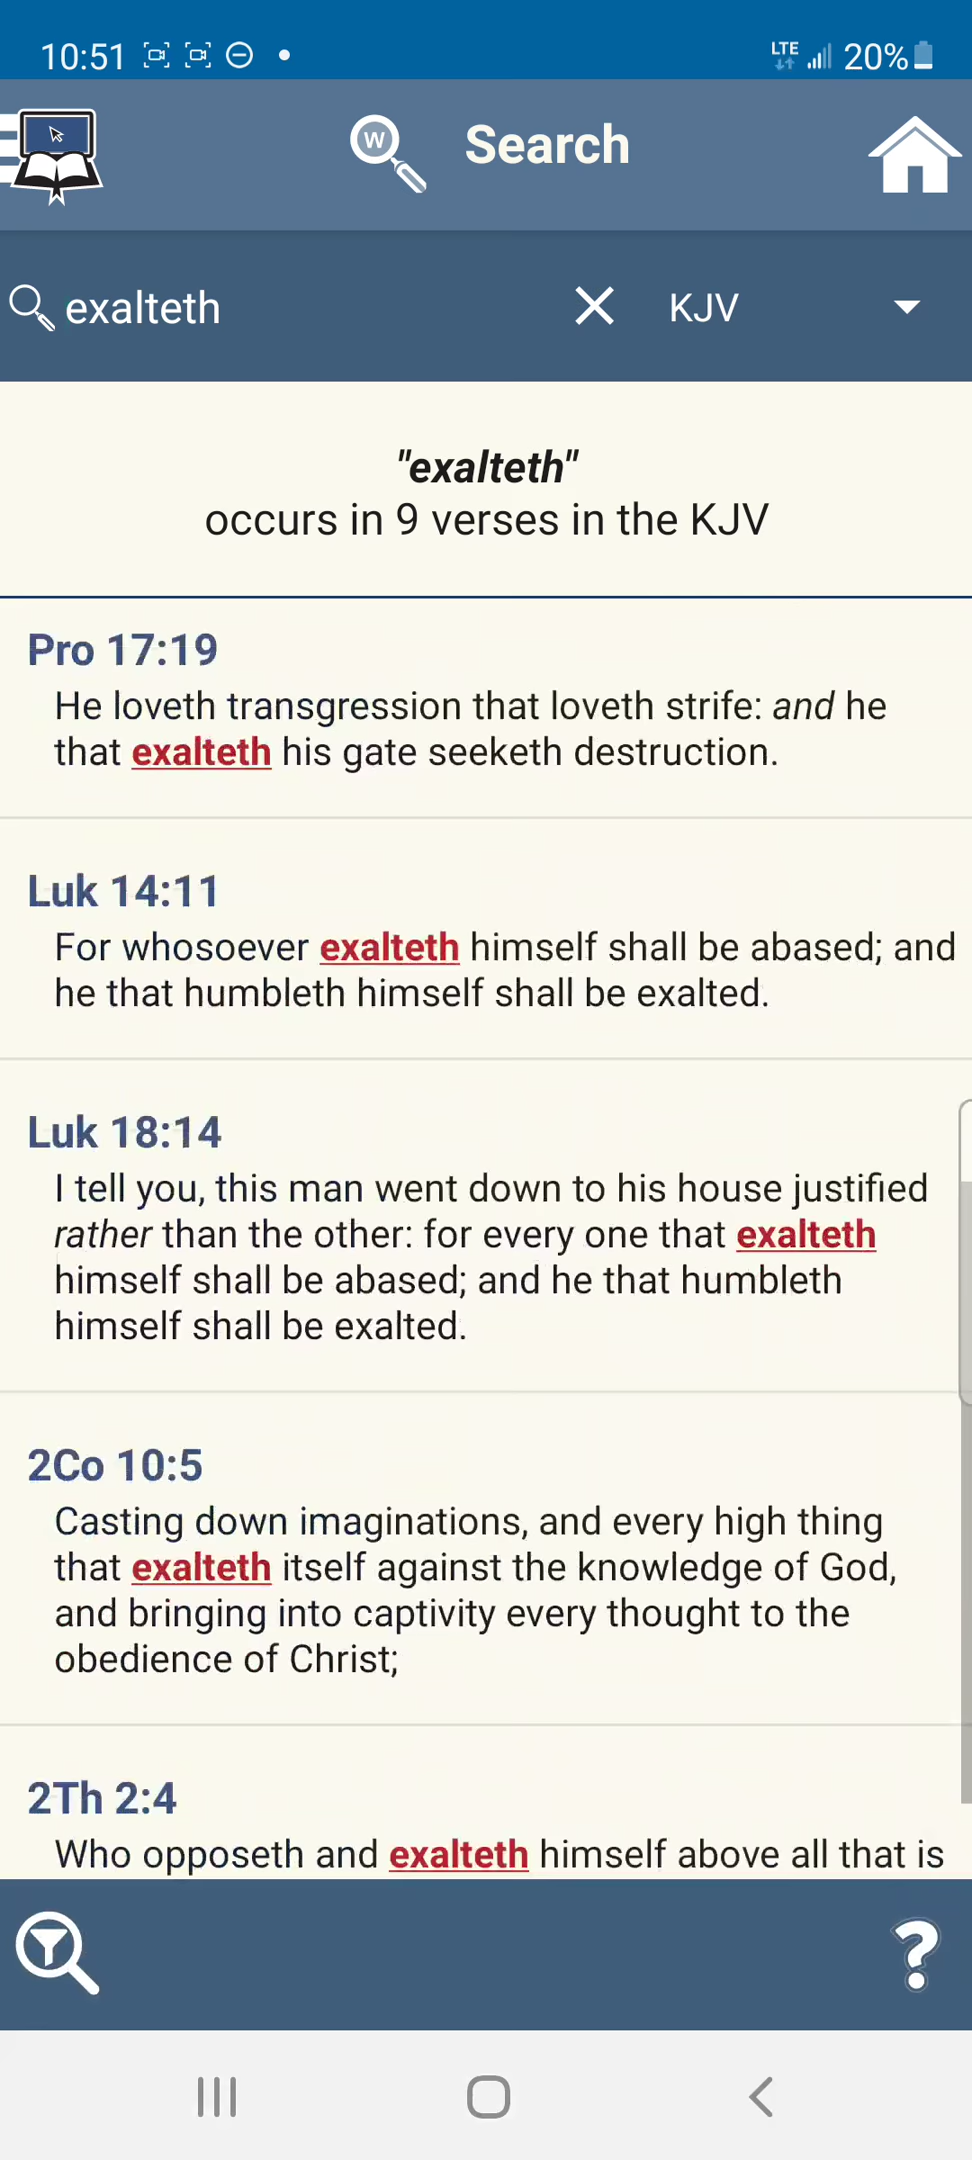 10:51
LTE
20%
W
Search
exalteth
KJV
"exalteth"
occurs in 9 verses in the KJV
Pro 17:19
He loveth transgression that loveth strife: and he
that exalteth his gate seeketh destruction.
Luk 14:11
For whosoever exalteth himself shall be abased; and
he that humbleth himself shall be exalted.
Luk 18:14
I tell you, this man went down to his house justified
rather than the other: for every one that exalteth
himself shall be abased; and he that humbleth
himself shall be exalted.
2Co 10:5
Casting down imaginations, and every high thing
that exalteth itself against the knowledge of God,
and bringing into captivity every thought to the
obedience of Christ;
2Th 2:4
Who opposeth and exalteth himself above all that is
?